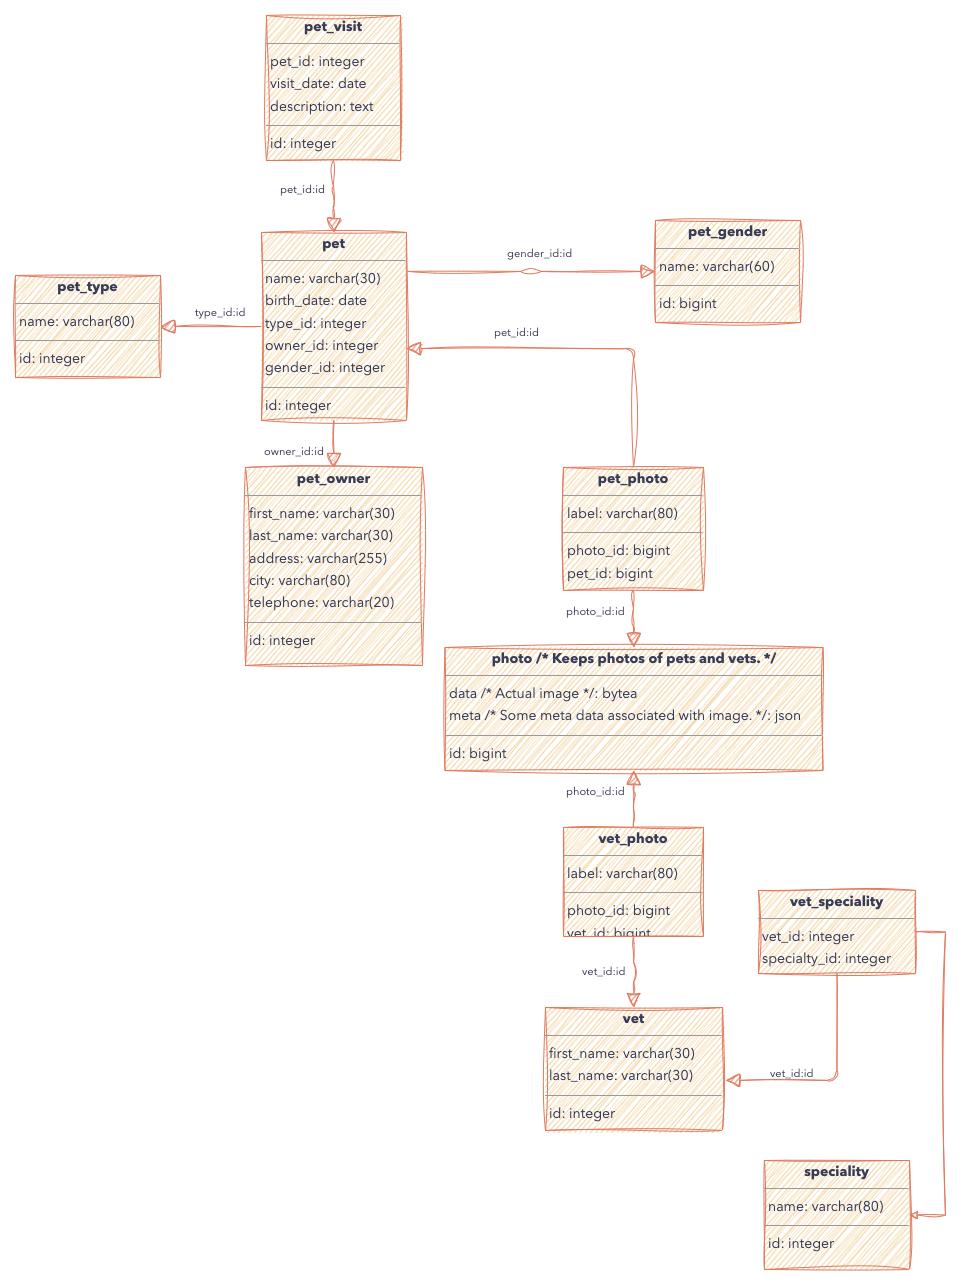 pet_visit
pet_id: integer
visit_date: date
description: text
id: integer
pet_id:id
pet
name: varchar(30)
birth_date: date
type_id: integer
owner_id: integer
gender_id: integer
id: integer
gender_id:id
pet_gender
name: varchar(60)
id: bigint
pet_type
name: varchar(80)
id: integer
type_id:id
pet_id:id
owner_id:id
pet_owner
first_name: varchar(30)
last_name: varchar(30)
address: varchar(255)
city: varchar(80)
telephone: varchar(20)
id: integer
pet_photo
label: varchar(80)
photo_id: bigint
pet_id: bigint
photo_id:id
photo /* Keeps photos of pets and vets. */
data /* Actual image */: bytea
meta /* Some meta data associated with image. */: json
id: bigint
photo_id:id
vet_photo
label: varchar(80)
photo_id: bigint
vet_id: bigint
vet_id:id
vet_speciality
vet_id: integer
specialty_id: integer
vet
first_name: varchar(30)
last_name: varchar(30)
id: integer
vet_id:id
speciality
name: varchar(80)
id: integer